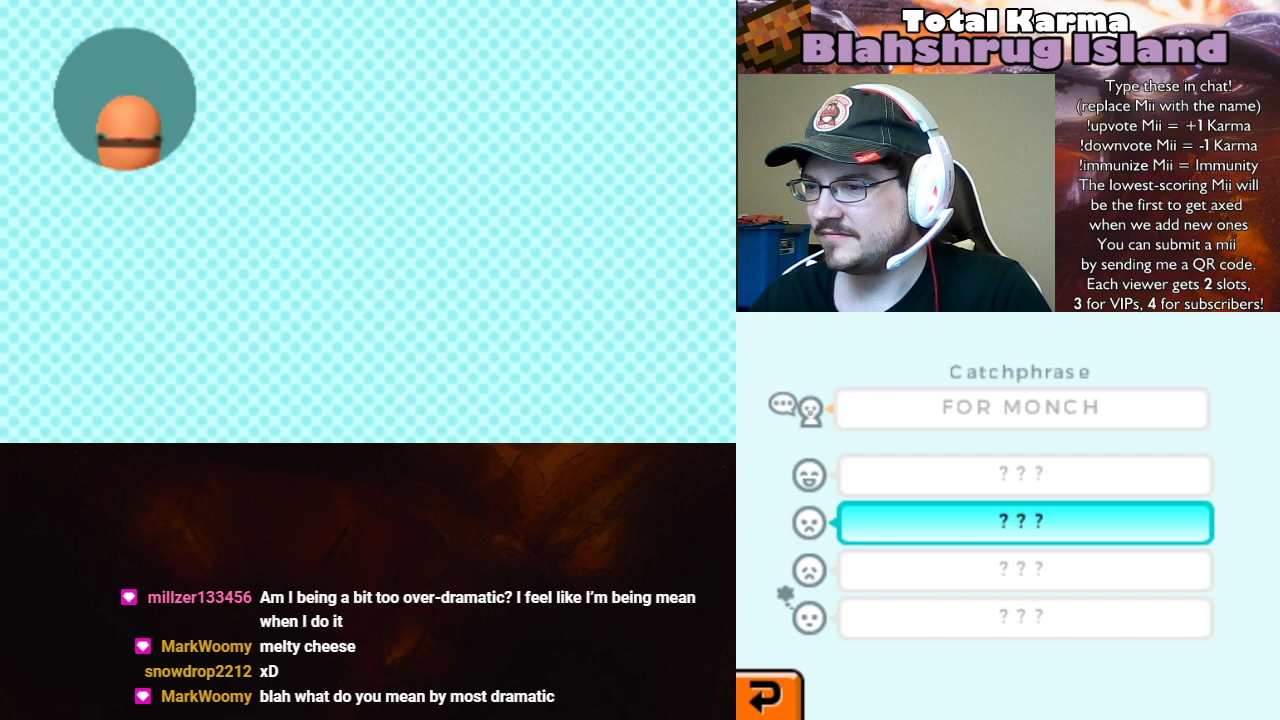 Total Karma
Blahshrug Island
Type these in chat!
(replace Mii with the name)
!upvote Mii = +1 Karma
!downvote Mii = -1 Karma
!immunize Mii = Immunity
The lowest-scoring Mii will
be the first to get axed
when we add new ones
You can submit a mii
by sending me a QR code.
Each viewer gets 2 slots,
3 for VIPs, 4 for subscribers!
Catchphrase
FOR MONCH
???
???
???
???
millzer133456 Am I being a bit too over-dramatic? I feel like I'm being mean
when I do it
MarkWoomy melty cheese
snowdrop2212 xD
MarkWoomy blah what do you mean by most dramatic